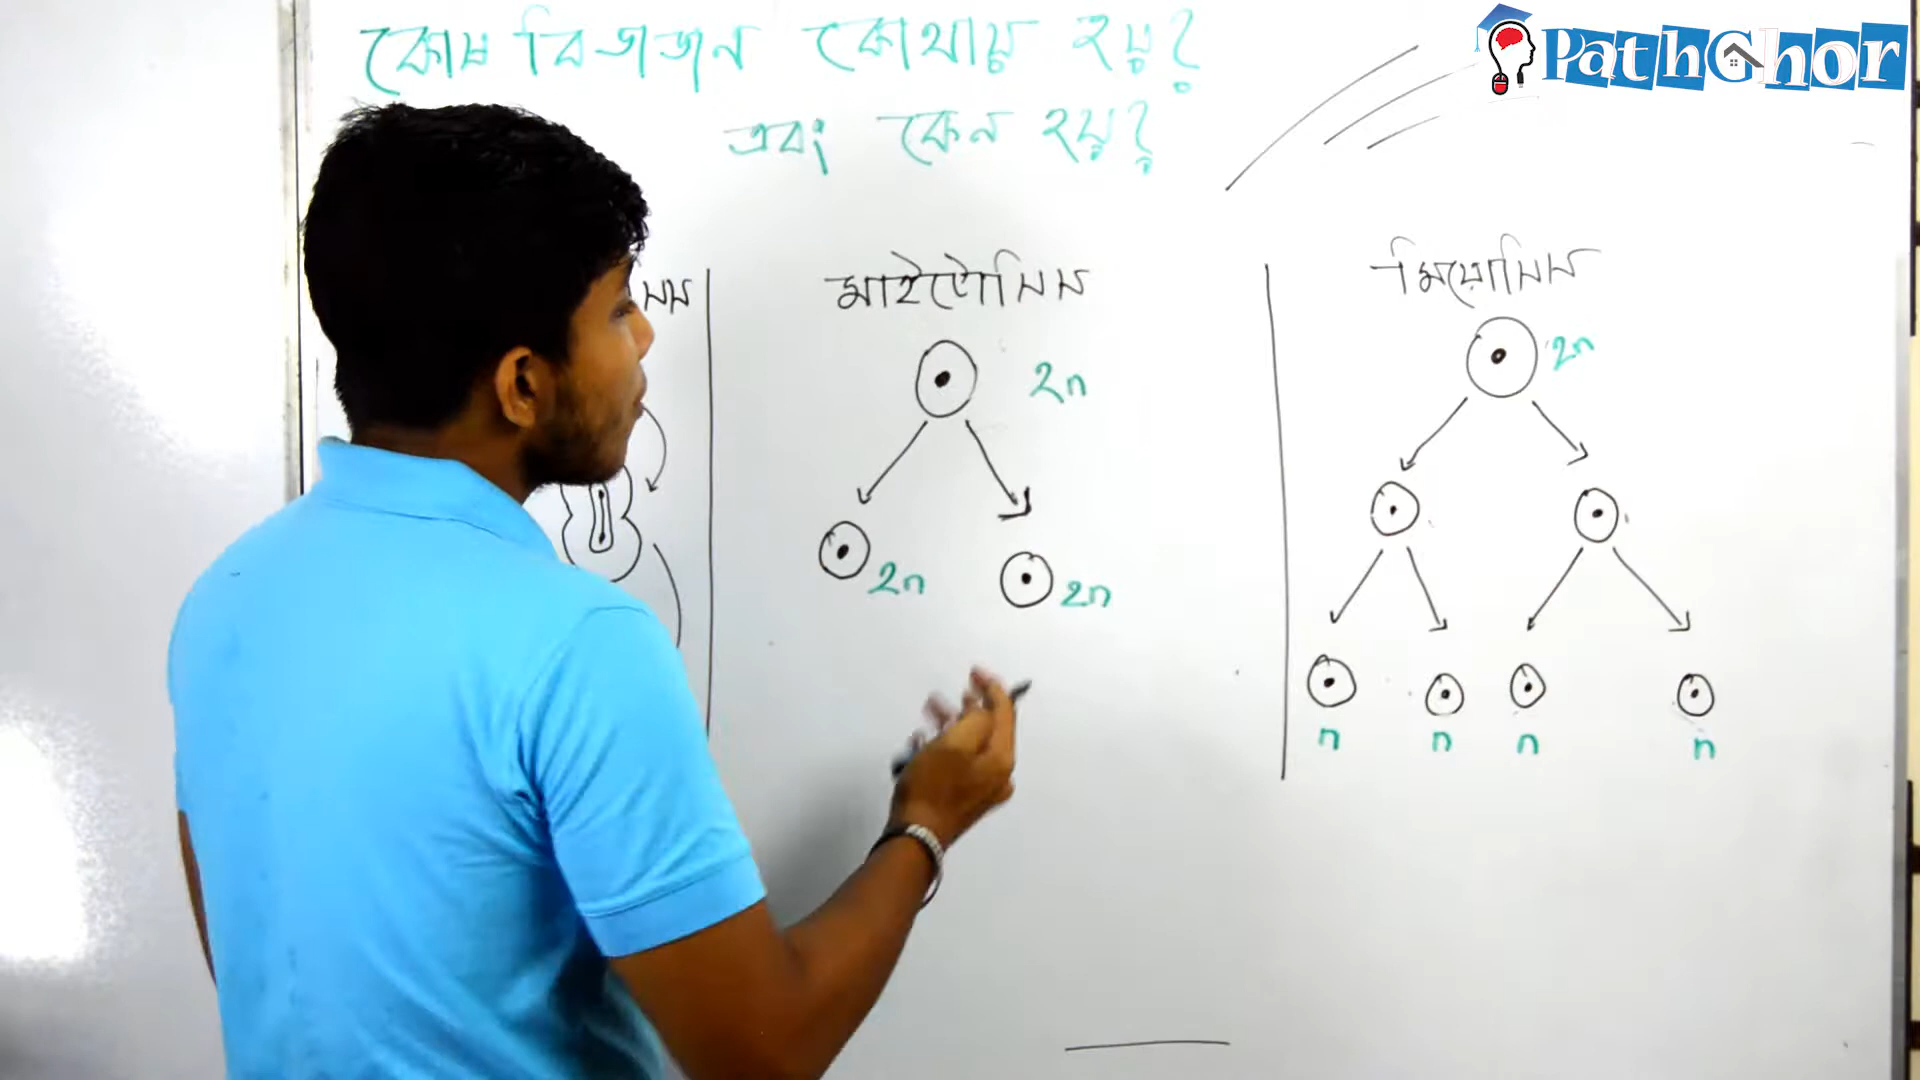 কোষ বিভাজন কোথায় হয়?
এবং কেন হয়?
PathGhor
মাইটোসিস
মিয়োসিস
2n
2n
2n
2n
n n n n